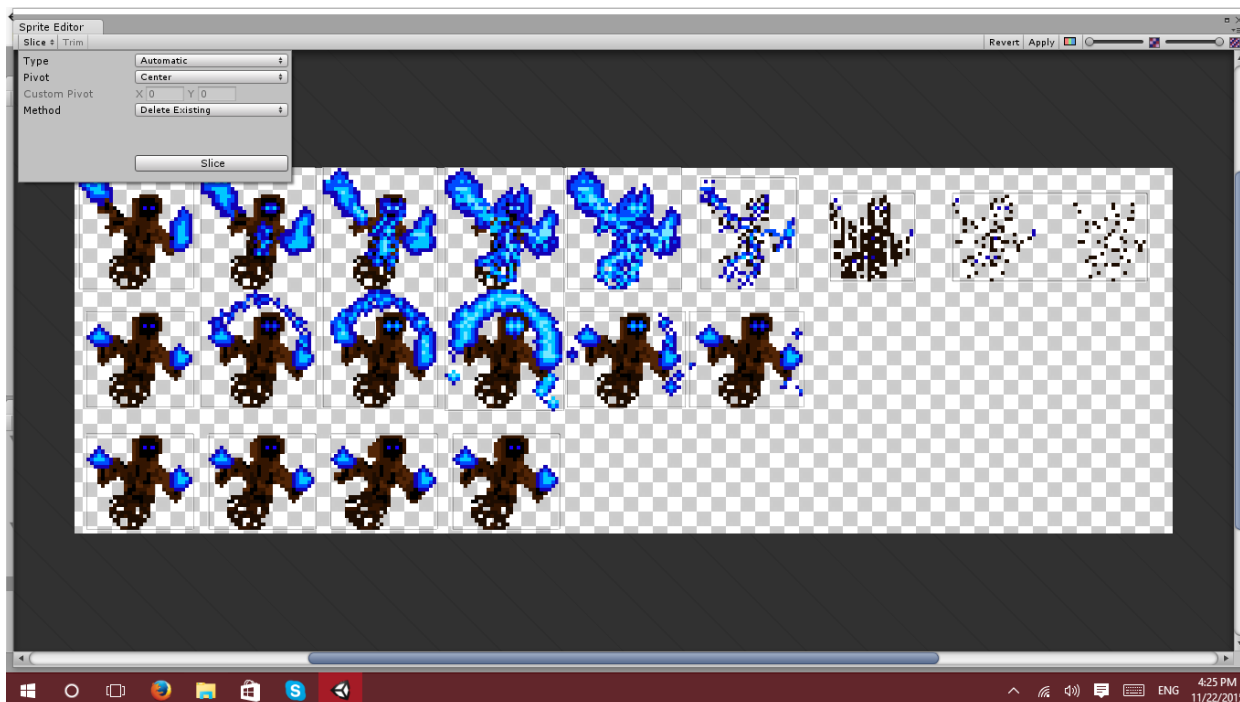 Sprite Editor
Slice Trim Revert Apply
Type Automatic
Pivot Center
Custom Pivot X 0 Y 0
Method Delete Existing
Slice
ENG 4:25 PM